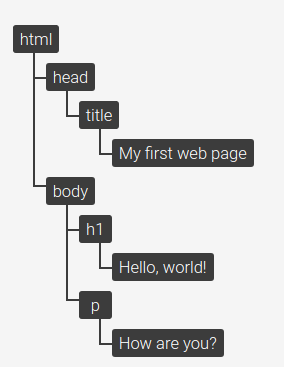 html
head
title
My first web page
body
h1
Hello, world!
p
How are you?